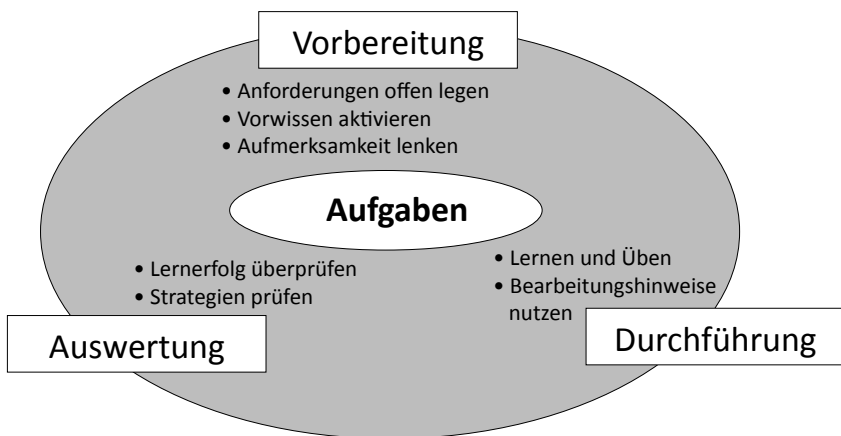 Vorbereitung
• Anforderungen offen legen
• Vorwissen aktivieren
• Aufmerksamkeit lenken
Aufgaben
• Lernerfolg überprüfen
• Strategien prüfen
Auswertung
• Lernen und Üben
• Bearbeitungshinweise
nutzen
Durchführung